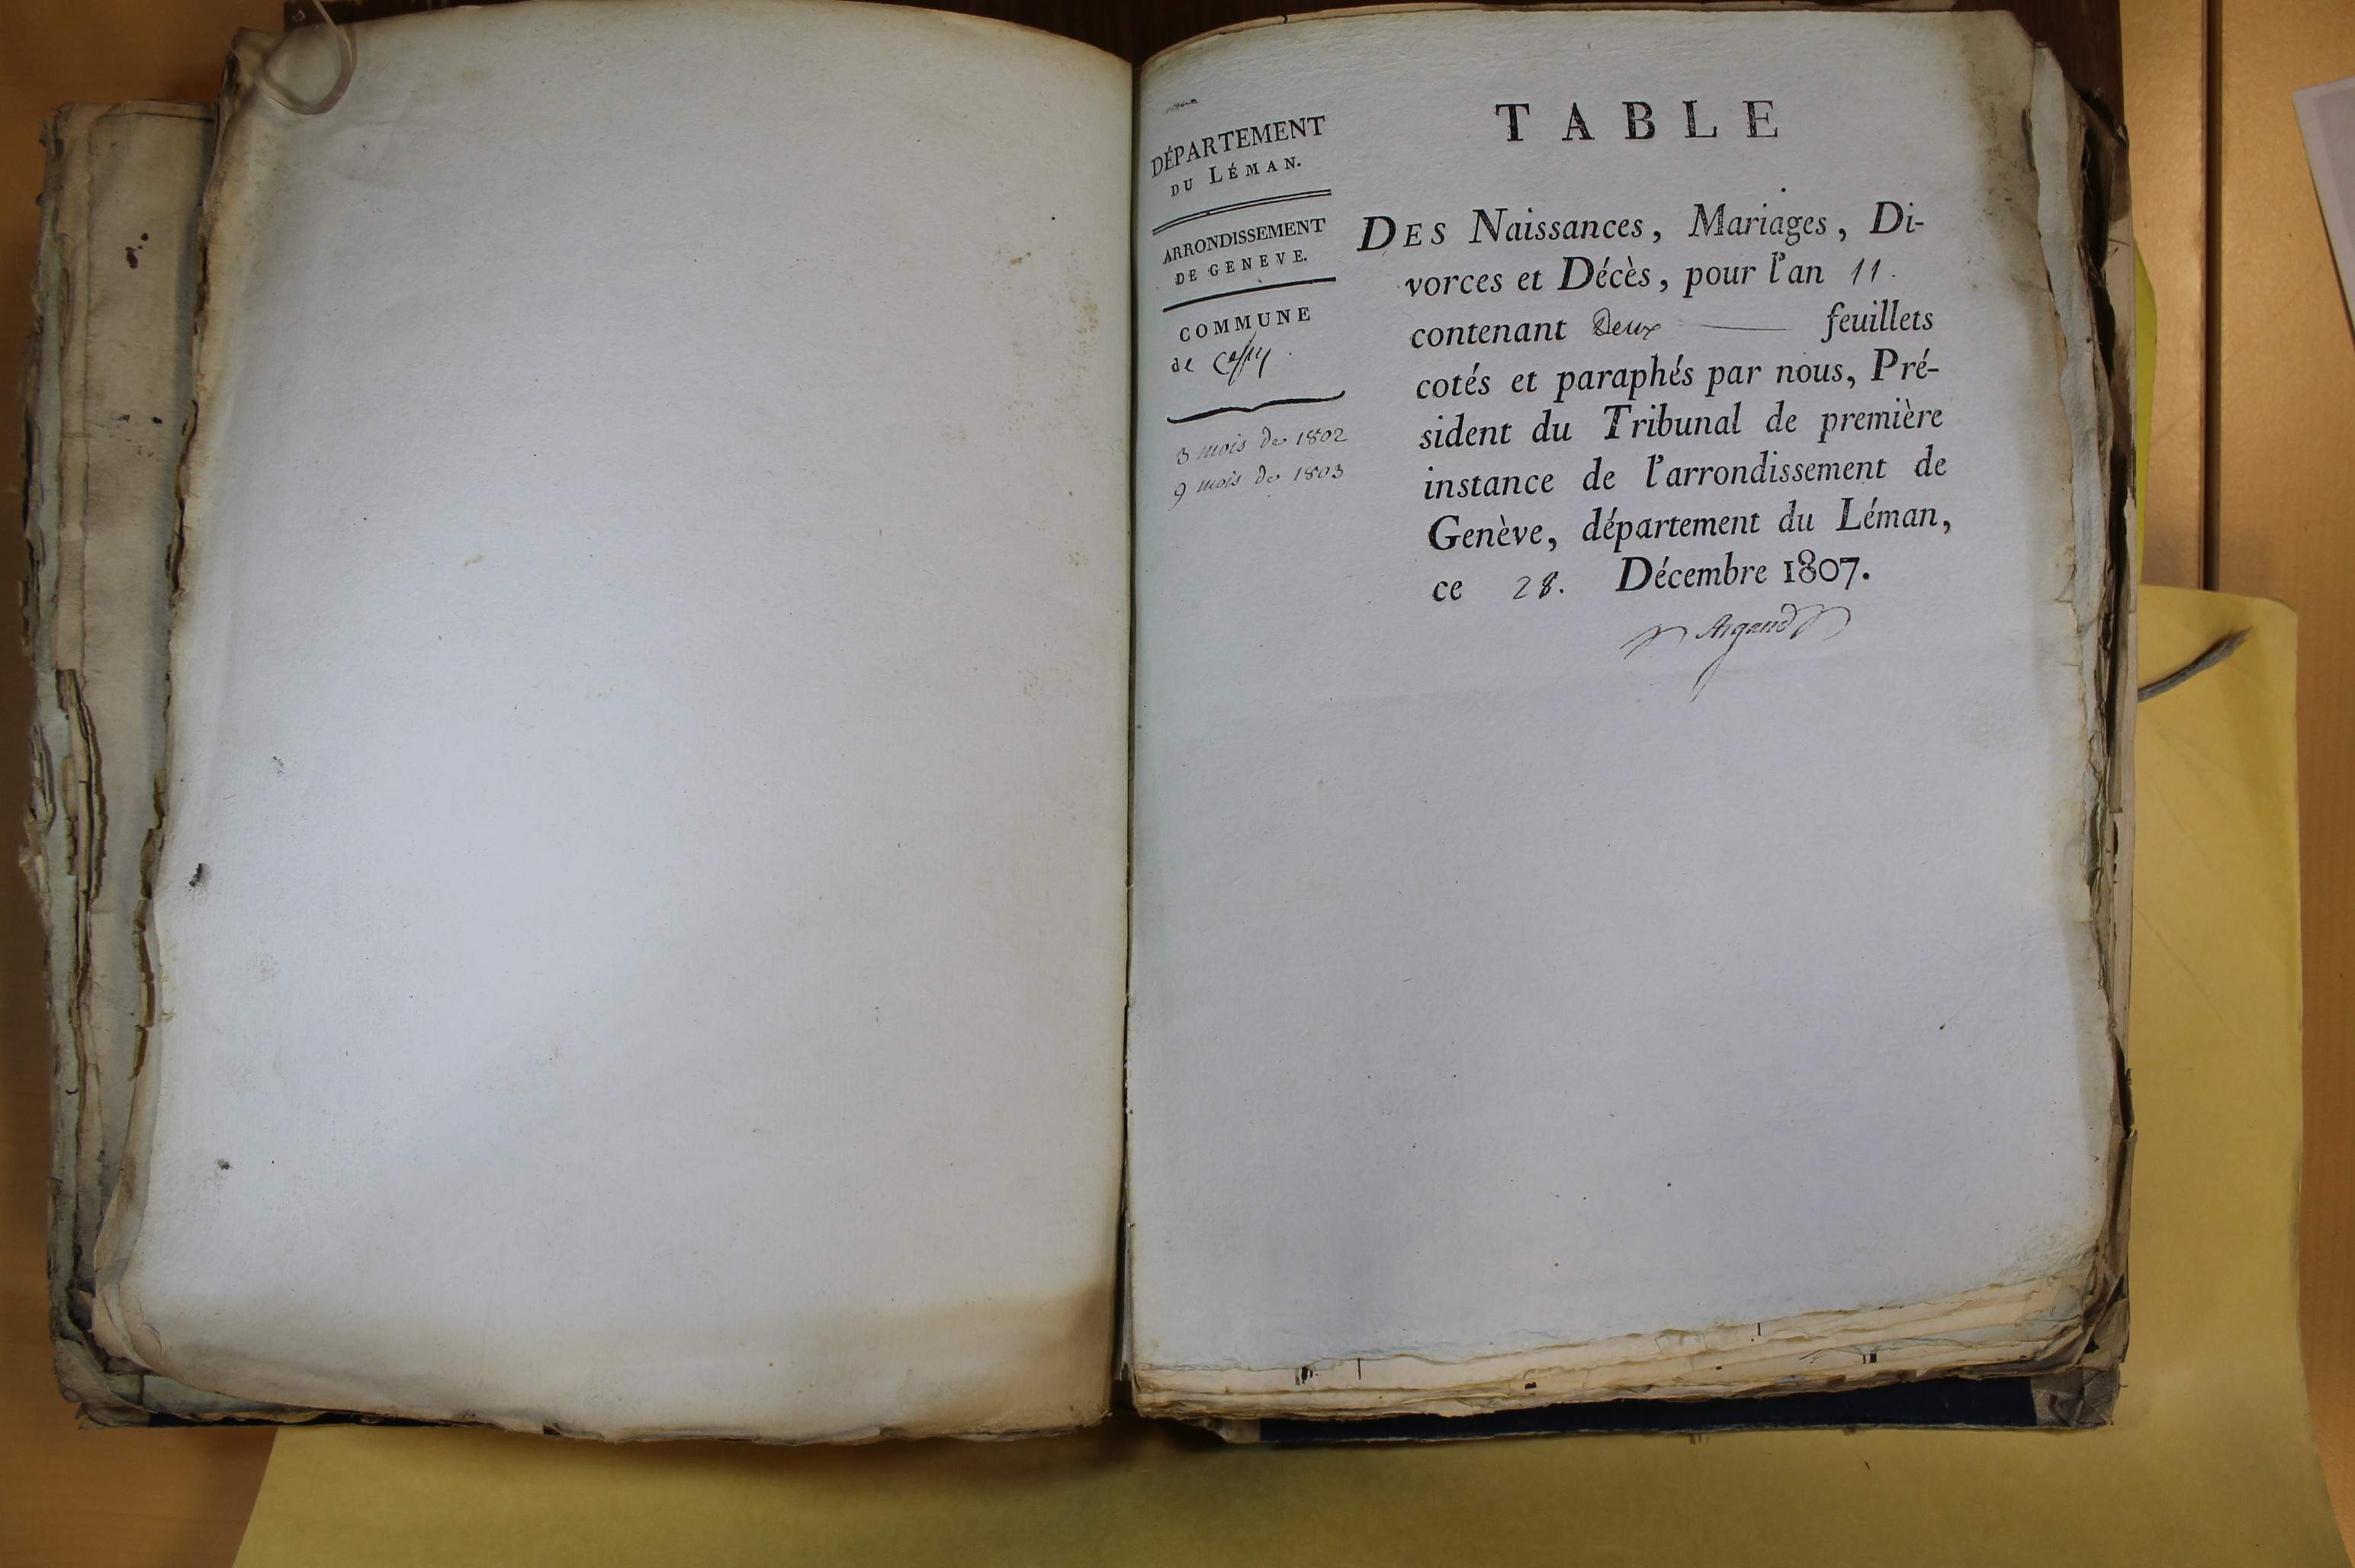 DÉPARTEMENT
DU LÉMAN.
ARRONDISSEMENT
DE GENEVE.
COMMUNE
de Cessy.
3 mois de 1802
9 mois de 1803
TABLE
DES Naissances, Mariages, Di-
vorces et Décès, pour l'an 11.
contenant Deux — feuillets
cotés et paraphés par nous, Pré-
sident du Tribunal de première
instance de l'arrondissement de
Genève, département du Léman,
ce 28. Décembre 1807.
Argand